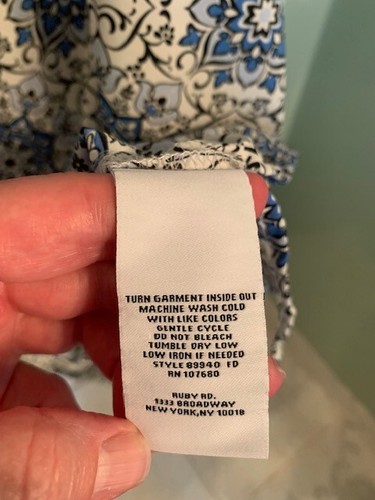 TURN GARMENT INSIDE OUT
MACHINE WASH COLD
WITH LIKE COLORS
GENTLE CYCLE
DO NOT BLEACH
TUMBLE DRY LOW
LOW IRON IF NEEDED
STYLE 89940 FD
RN 107680
RUBY RD.
1333 BROADWAY
NEW YORK,NY 10018